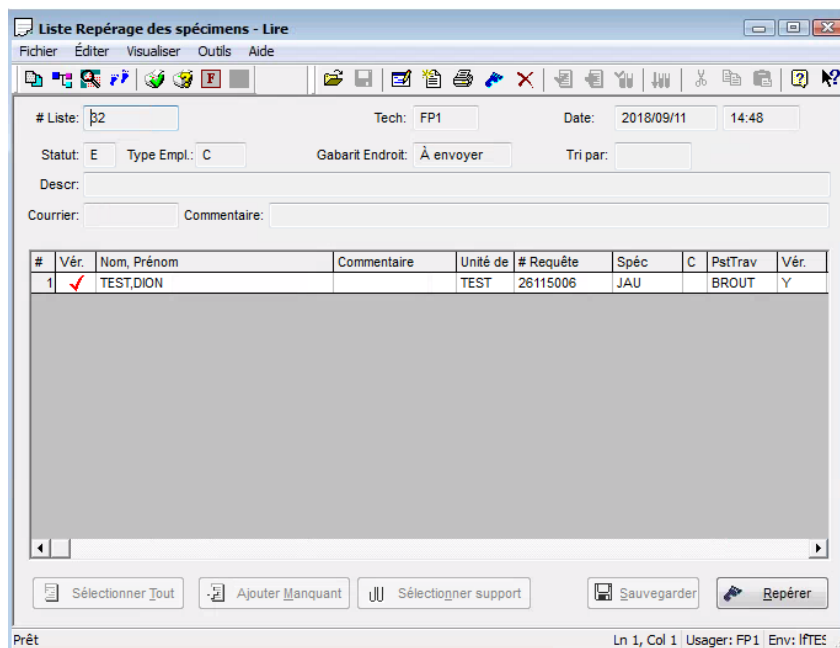 Liste Repérage des spécimens - Lire
Fichier Éditer Visualiser Outils Aide
F
# Liste: 32 Tech: FP1 Date: 2018/09/11 14:48
Statut: E Type Empl.: C Gabarit Endroit: À envoyer Tri par:
Descr:
Courrier: Commentaire:
# Vér. Nom, Prénom Commentaire Unité de # Requête Spéc C PstTrav Vér.
1 TEST,DION TEST 26115006 JAU BROUT Y
Sélectionner Tout Ajouter Manquant Sélectionner support Sauvegarder Repérer
Prêt Ln 1, Col 1 Usager: FP1 Env: lfTES